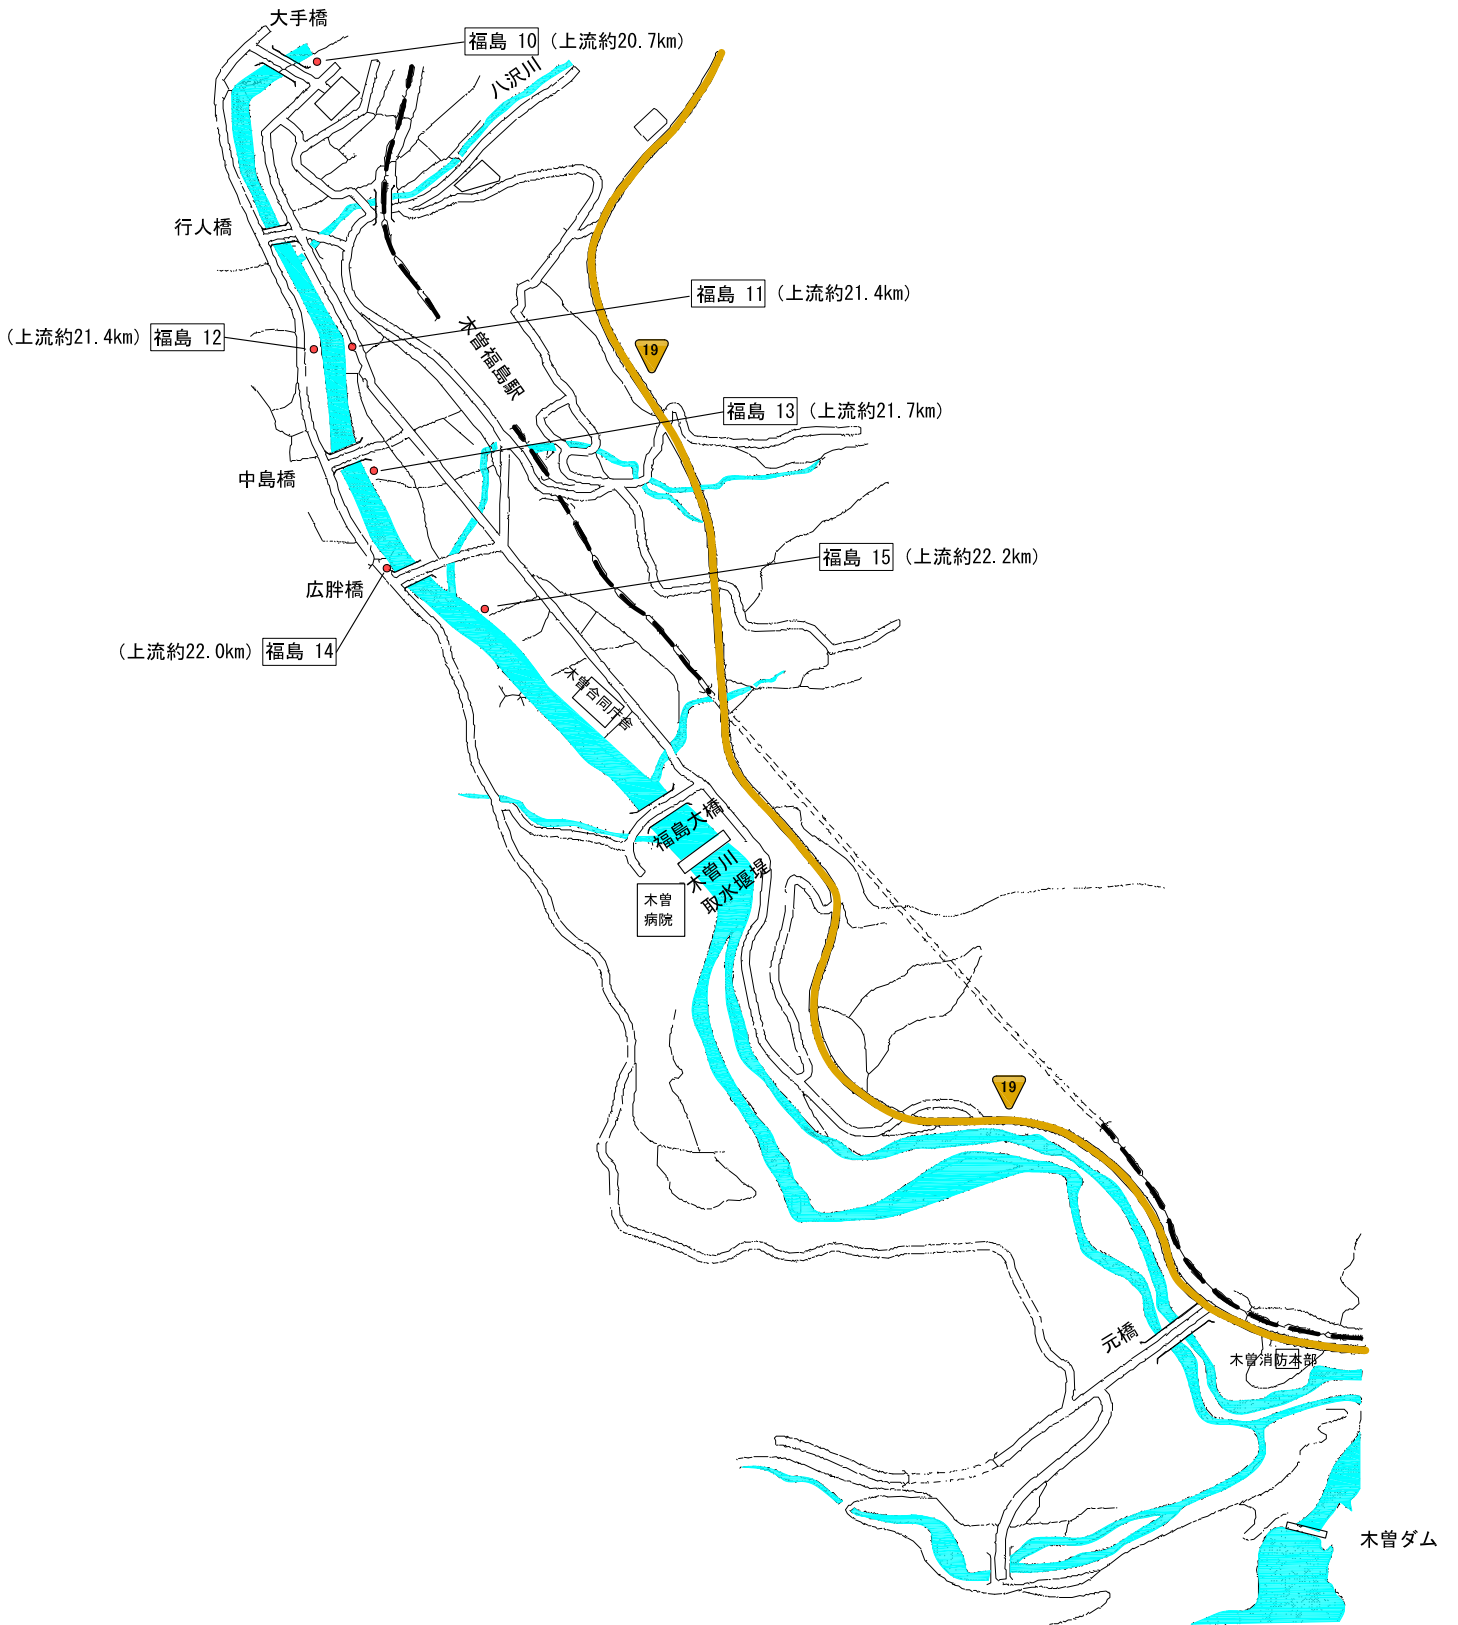 大手橋
福島 10 (上流約20.7km)
八沢川
行人橋
福島 11 (上流約21.4km)
(上流約21.4km) 福島 12
木曽福島駅
19
福島 13 (上流約21.7km)
中島橋
福島 15 (上流約22.2km)
広胖橋
(上流約22.0km) 福島 14
木曽合同庁舎
福島大橋
木曽川
取水堰堤
木曽
病院
19
元橋
木曽消防本部
木曽ダム